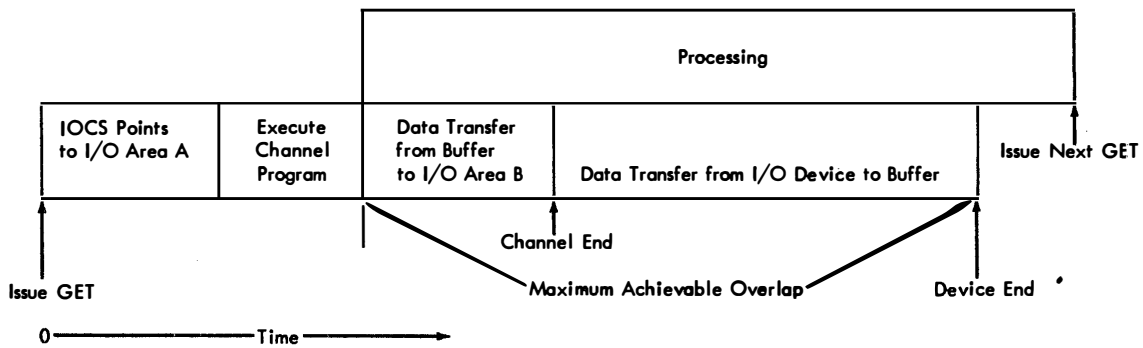 Processing
IOCS Points
to I/O Area A
Execute
Channel
Program
Data Transfer
from Buffer
to I/O Area B
Data Transfer from I/O Device to Buffer
Issue Next GET
Channel End
Issue GET
Maximum Achievable Overlap
Device End
0
Time